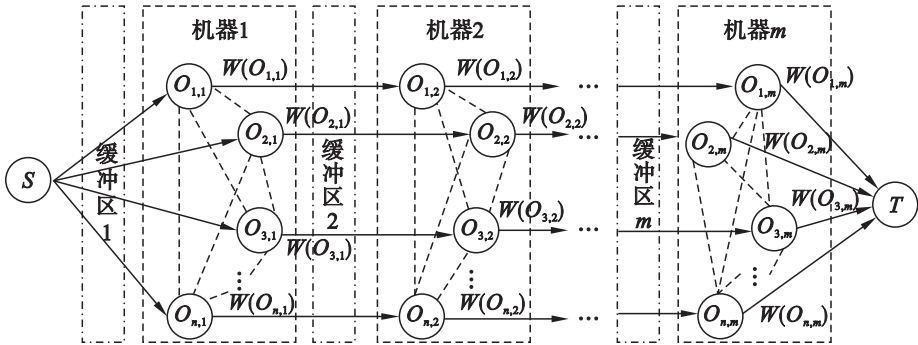 机器1 机器2 机器m
O1,1 W(O1,1) O1,2 W(O1,2) ··· O1,m W(O1,m)
O2,1 W(O2,1) O2,2 W(O2,2) ··· O2,m W(O2,m)
S 缓冲区1 缓冲区2 缓冲区m T
O3,1 W(O3,1) O3,2 W(O3,2) ··· O3,m W(O3,m)
⋮ ⋮ ⋮
On,1 W(On,1) On,2 W(On,2) ··· On,m W(On,m)